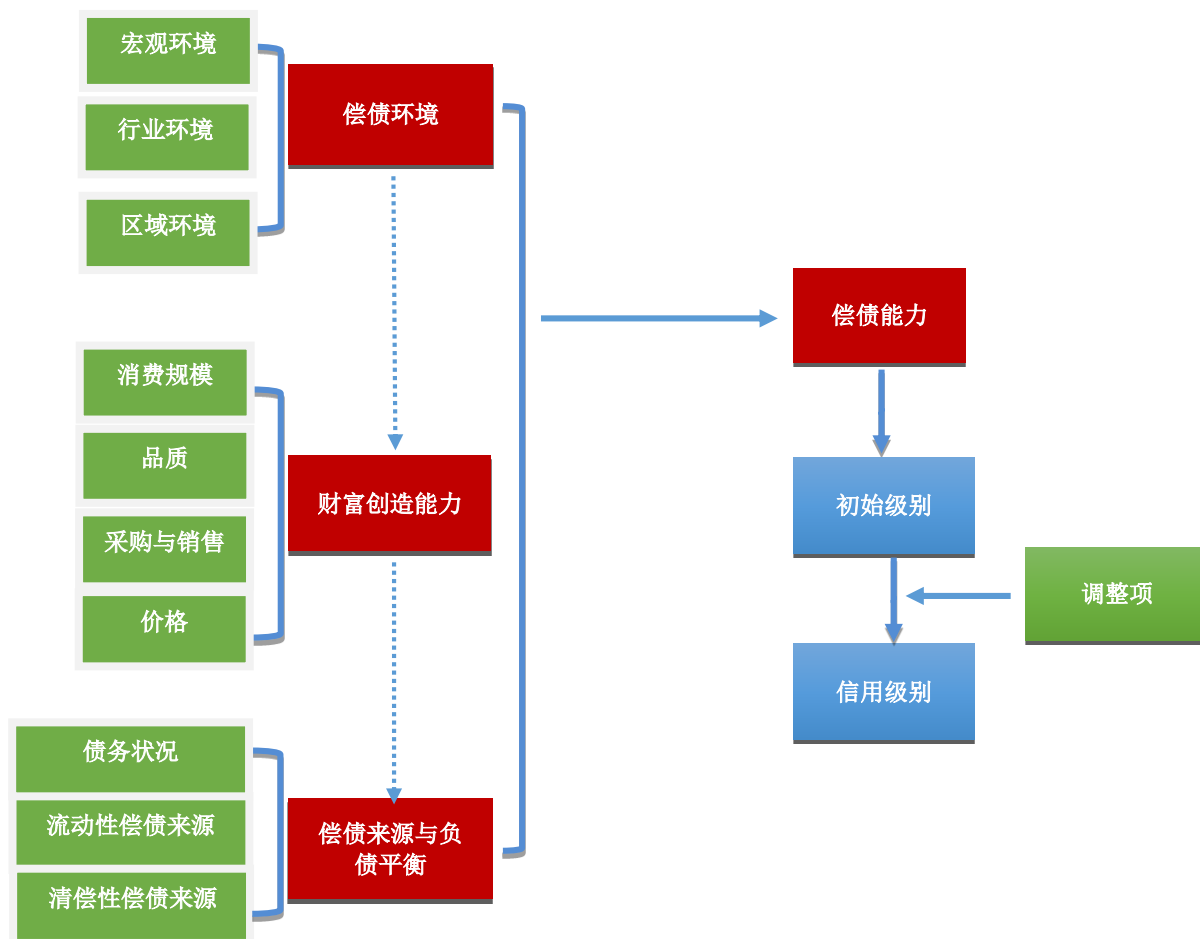 宏观环境
行业环境
区域环境
偿债环境
消费规模
品质
采购与销售
价格
财富创造能力
债务状况
流动性偿债来源
清偿性偿债来源
偿债来源与负
债平衡
偿债能力
初始级别
调整项
信用级别